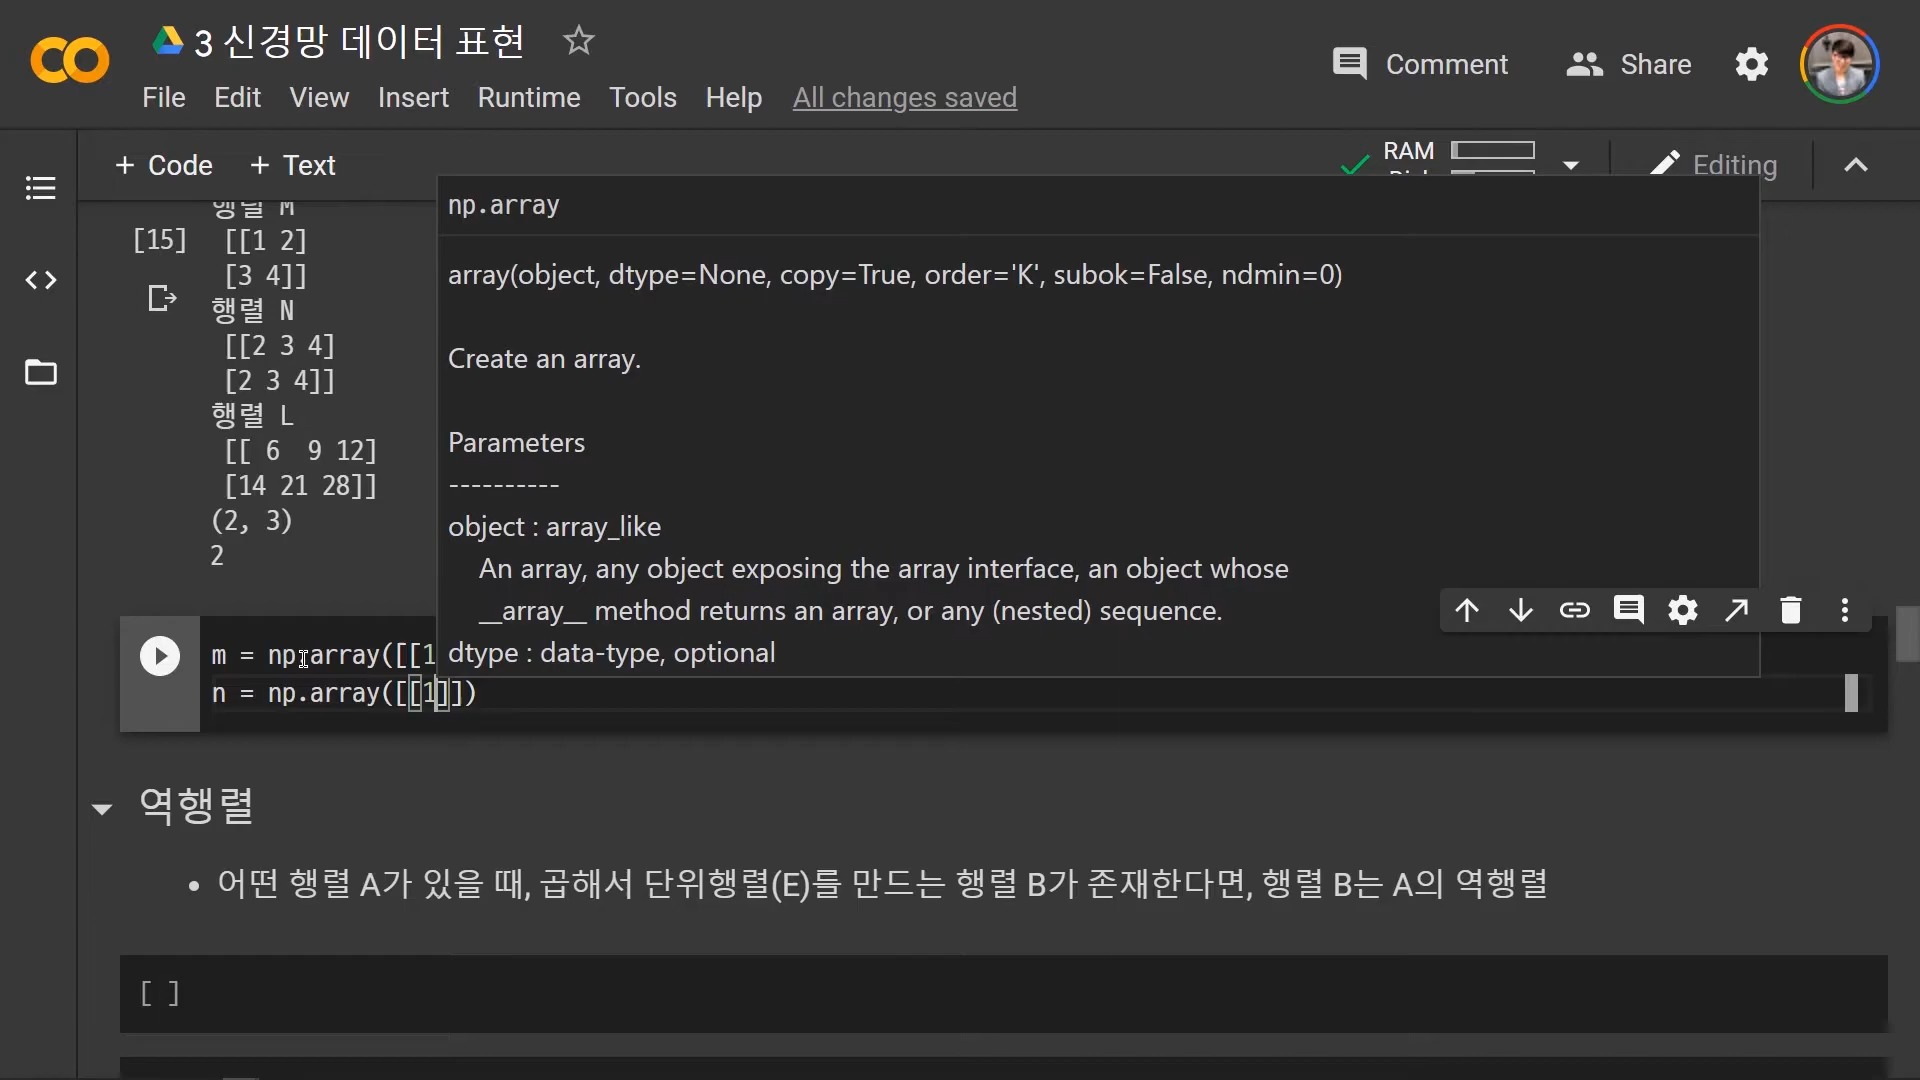 3 신경망 데이터 표현
Comment
Share
File Edit View Insert Runtime Tools Help All changes saved
+ Code + Text
RAM
Editing
행렬 M
[15]
[[1 2]
[3 4]]
행렬 N
[[2 3 4]
[2 3 4]]
행렬 L
[[ 6  9 12]
[14 21 28]]
(2, 3)
2
np.array
array(object, dtype=None, copy=True, order='K', subok=False, ndmin=0)
Create an array.
Parameters
----------
object : array_like
An array, any object exposing the array interface, an object whose
__array__ method returns an array, or any (nested) sequence.
dtype : data-type, optional
m = np.array([[1
n = np.array([[1]])
역행렬
• 어떤 행렬 A가 있을 때, 곱해서 단위행렬(E)를 만드는 행렬 B가 존재한다면, 행렬 B는 A의 역행렬
[ ]